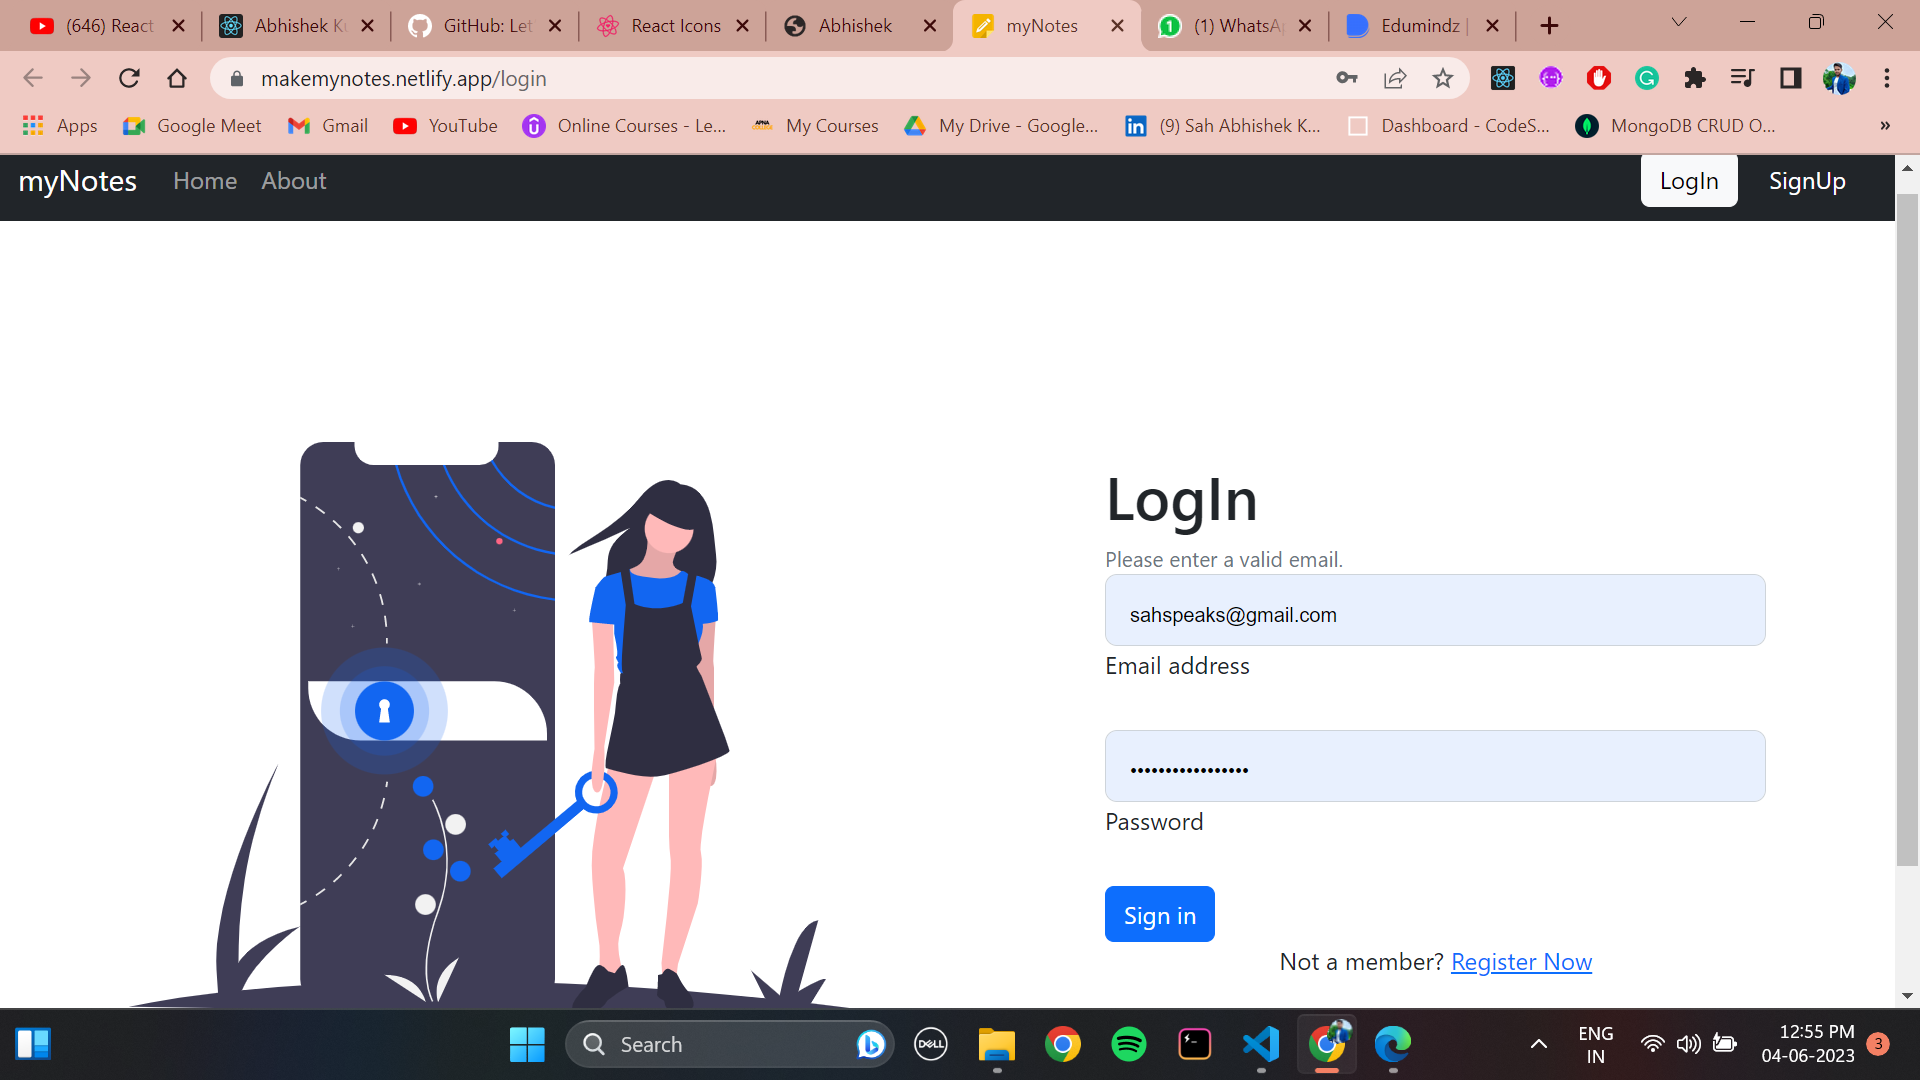 (646) React
Abhishek Ku
GitHub: Let
React Icons
Abhishek
myNotes
(1) WhatsAp
Edumindz |
makemynotes.netlify.app/login
Apps
Google Meet
Gmail
YouTube
Online Courses - Le...
My Courses
My Drive - Google...
(9) Sah Abhishek K...
Dashboard - CodeS...
MongoDB CRUD O...
»
myNotes
Home
About
LogIn
SignUp
LogIn
Please enter a valid email.
sahspeaks@gmail.com
Email address
•••••••••••••••••
Password
Sign in
Not a member? Register Now
Search
DELL
ENG
IN
12:55 PM
04-06-2023
3